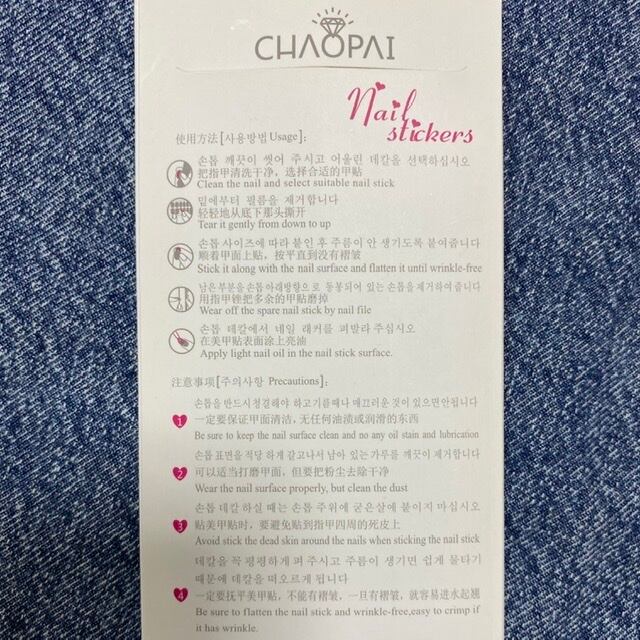 CHAOPAI
Nail
stickers
使用方法[사용방법Usage]:
손톱 깨끗이 씻어 주시고 어울린 데칼을 선택하십시오
把指甲清洗干净，选择合适的甲贴
Clean the nail and select suitable nail stick
밑에부터 필름을 제거합니다
轻轻地从底下那头撕开
Tear it gently from down to up
손톱 사이즈에 따라 붙인 후 주름이 안 생기도록 붙여줍니다
顺着甲面上贴，按平直到没有褶皱
Stick it along with the nail surface and flatten it until wrinkle-free
남은부분을손톱아래방향으로 동봉되어 있는 손톱을제거하여줍니다
用指甲锉把多余的甲贴磨掉
Wear off the spare nail stick by nail file
손톱 데칼에서 네일 래커를 펴발라 주십시오
在美甲贴表面涂上亮油
Apply light nail oil in the nail stick surface.
注意事项[주의사항 Precautions]:
손톱을반드시청결해야 하고기름때나 매끄러운것이 있으면안됩니다
1 一定要保证甲面清洁，无任何油渍或润滑的东西
Be sure to keep the nail surface clean and no any oil stain and lubrication
손톱 표면을 적당 하게 갈고나서 남아 있는 가루를 깨끗이 제거합니다
2 可以适当打磨甲面，但要把粉尘去除干净
Wear the nail surface properly, but clean the dust
손톱 데칼 하실 때는 손톱 주위에 굳은살에 붙이지 마십시오
3 贴美甲贴时，要避免贴到指甲四周的死皮上
Avoid stick the dead skin around the nails when sticking the nail stick
데칼을 꼭 평평하게 펴 주시고 주름이 생기면 쉽게 물타기
때문에 데칼을 떠오르게 됩니다
4 一定要抚平美甲贴，不能有褶皱，一旦有褶皱，就容易进水起翘
Be sure to flatten the nail stick and wrinkle-free,easy to crimp if
it has wrinkle.